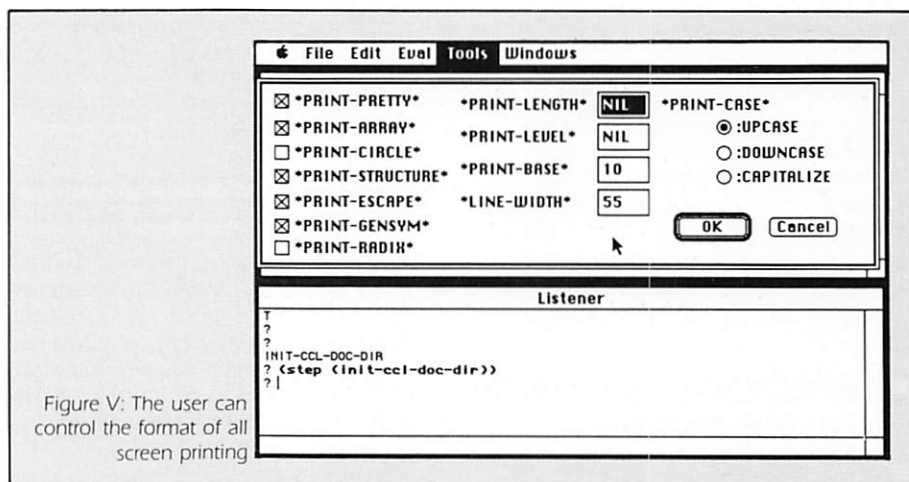 File Edit Eval Tools Windows
*PRINT-PRETTY*
*PRINT-ARRAY*
*PRINT-CIRCLE*
*PRINT-STRUCTURE*
*PRINT-ESCAPE*
*PRINT-GENSYM*
*PRINT-RADIX*
*PRINT-LENGTH* NIL
*PRINT-LEVEL* NIL
*PRINT-BASE* 10
*LINE-WIDTH* 55
*PRINT-CASE*
:UPCASE
:DOWNCASE
:CAPITALIZE
OK Cancel
Listener
T
?
?
INIT-CCL-DOC-DIR
? (step (init-ccl-doc-dir))
?
Figure V: The user can
control the format of all
screen printing